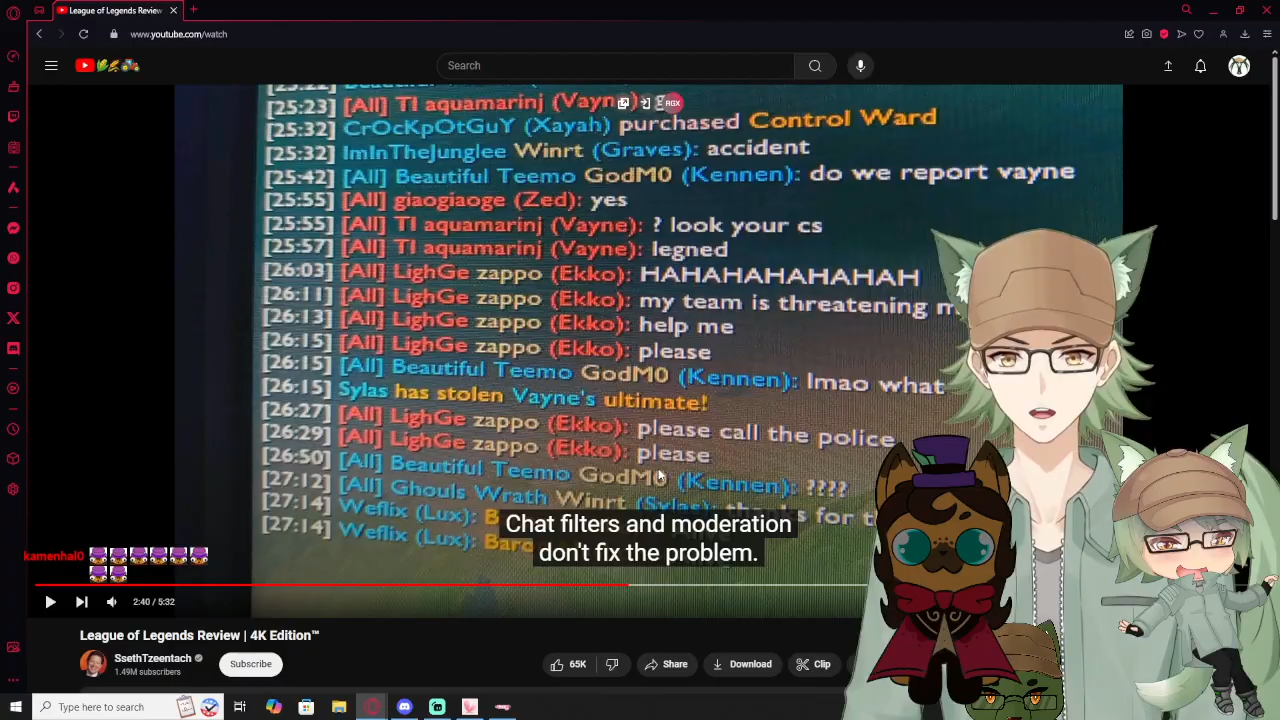 League of Legends Review
www.youtube.com/watch
Search
[25:22]
[25:23] [All] TI aquamarinj (Vayn
RGX
[25:32] CrOcKpOtGuY (Xayah) purchased Control Ward
[25:32] ImInTheJunglee Winrt (Graves): accident
[25:42] [All] Beautiful Teemo GodM0 (Kennen): do we report vayne
[25:55] [All] giaogiaoge (Zed): yes
[25:55] [All] TI aquamarinj (Vayne): ? look your cs
[25:57] [All] TI aquamarinj (Vayne): legned
[26:03] [All] LighGe zappo (Ekko): HAHAHAHAHAHAH
[26:11] [All] LighGe zappo (Ekko): my team is threatening m
[26:13] [All] LighGe zappo (Ekko): help me
[26:15] [All] LighGe zappo (Ekko): please
[26:15] [All] Beautiful Teemo GodM0 (Kennen): lmao what
[26:15] Sylas has stolen Vayne's ultimate!
[26:27] [All] LighGe zappo (Ekko): please call the police
[26:29] [All] LighGe zappo (Ekko): please
[26:50] [All] Beautiful Teemo GodM0 (Kennen): ????
[27:12] [All] Ghouls Wrath Winrt (Sylas): thanks for t
[27:14] Weflix (Lux):
[27:14] Weflix (Lux): Baro
Chat filters and moderation
don't fix the problem.
kamenhal0
2:40 / 5:32
League of Legends Review | 4K Edition™
SsethTzeentach
1.49M subscribers
Subscribe
65K
Share
Download
Clip
Type here to search